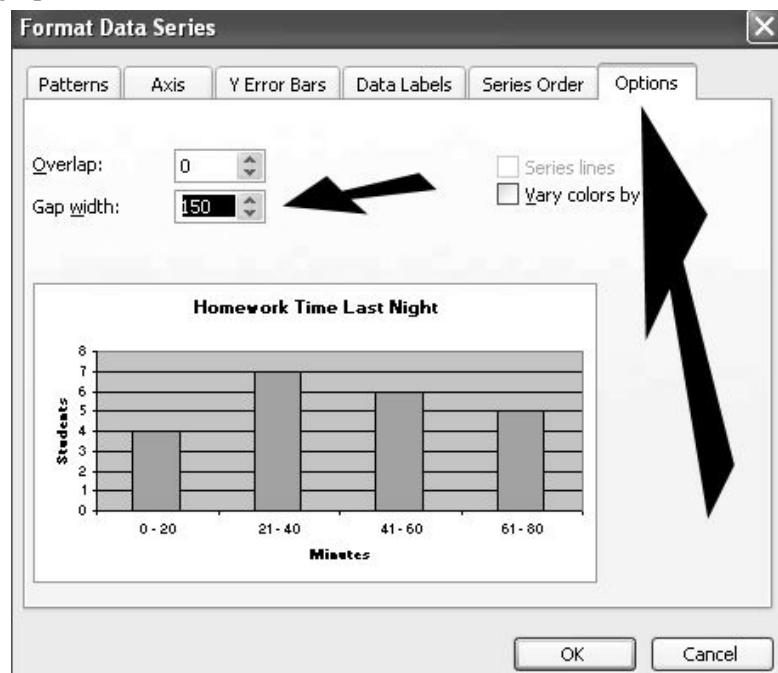 Format Data Series
Patterns Axis Y Error Bars Data Labels Series Order Options
Overlap: 0 Series lines
Gap width: 150 Vary colors by
Homework Time Last Night
8
7
6
5
4
3
2
1
0
Students
0 - 20 21 - 40 41 - 60 61 - 80
Minutes
OK Cancel